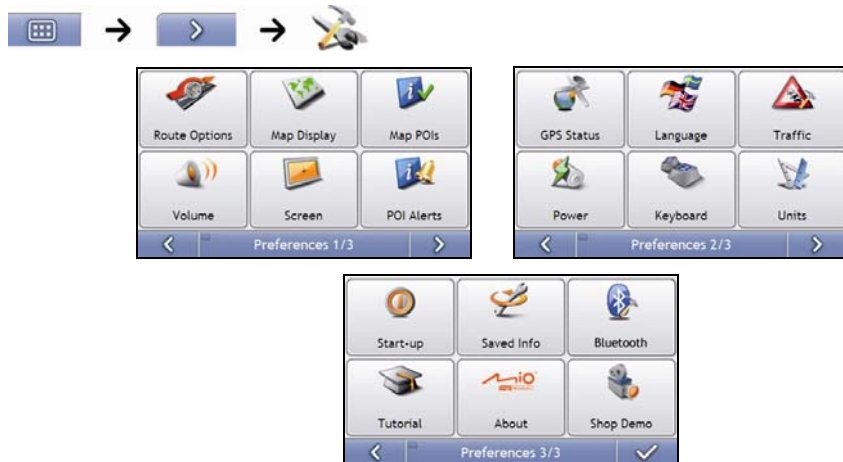 Route Options Map Display Map POIs
Volume Screen POI Alerts
Preferences 1/3
GPS Status Language Traffic
Power Keyboard Units
Preferences 2/3
Start-up Saved Info Bluetooth
Mio
Tutorial About Shop Demo
Preferences 3/3